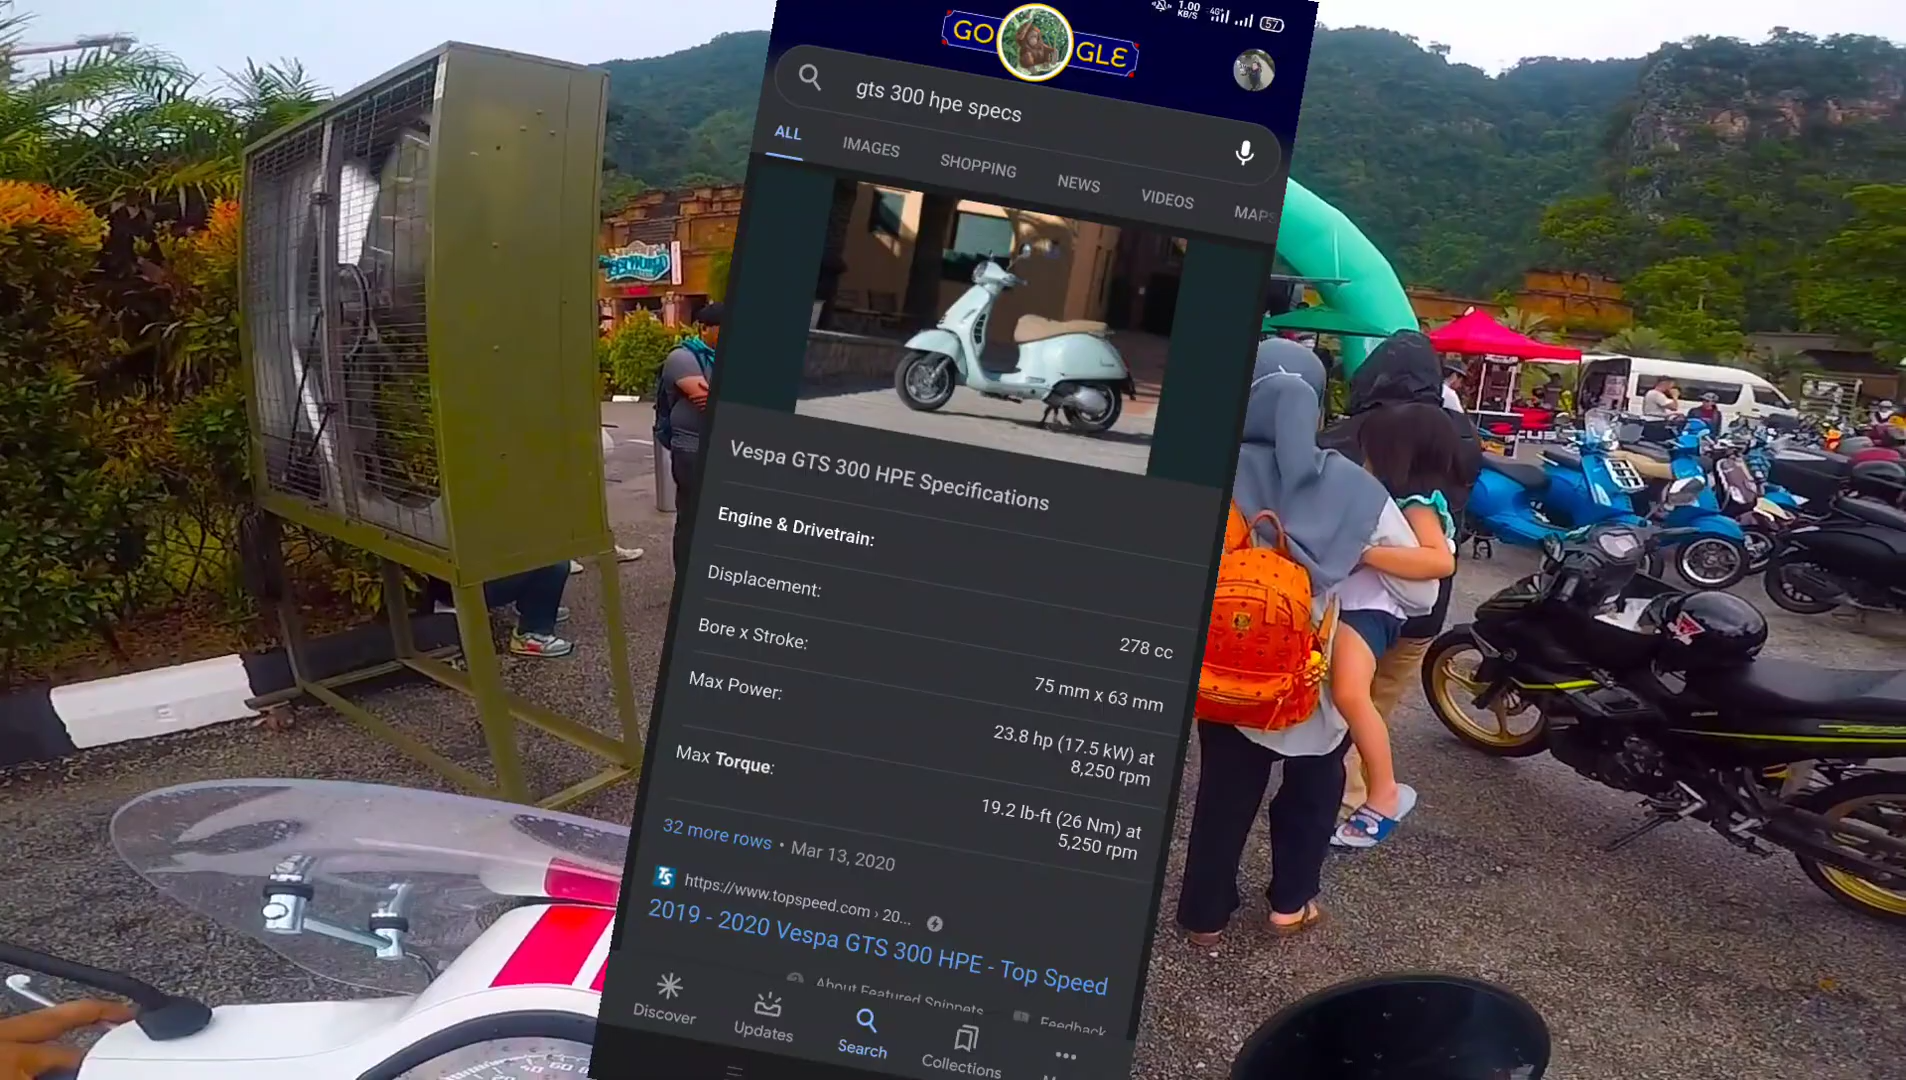 1.00
KB/S
4G+
57
GO GLE
gts 300 hpe specs
ALL
IMAGES
SHOPPING
NEWS
VIDEOS
MAPS
Vespa GTS 300 HPE Specifications
Engine & Drivetrain:
Displacement:
278 cc
Bore x Stroke:
75 mm x 63 mm
Max Power:
23.8 hp (17.5 kW) at
8,250 rpm
Max Torque:
19.2 lb-ft (26 Nm) at
5,250 rpm
32 more rows • Mar 13, 2020
TS
https://www.topspeed.com › 20...
2019 - 2020 Vespa GTS 300 HPE - Top Speed
About Featured Snippets
Feedback
Discover
Updates
Search
Collections
40
60